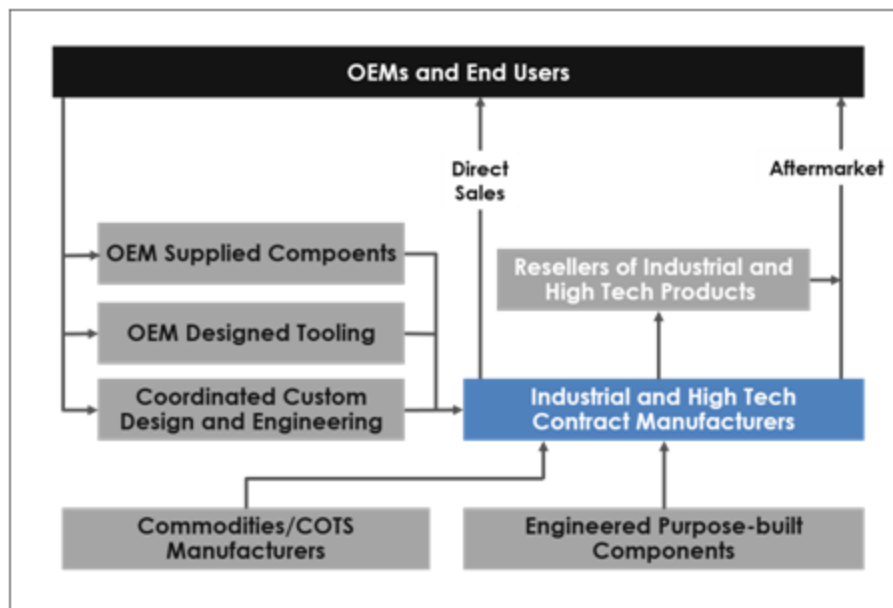 OEMs and End Users
Direct
Sales
Aftermarket
OEM Supplied Compoents
Resellers of Industrial and
High Tech Products
OEM Designed Tooling
Coordinated Custom
Design and Engineering
Industrial and High Tech
Contract Manufacturers
Commodities/COTS
Manufacturers
Engineered Purpose-built
Components